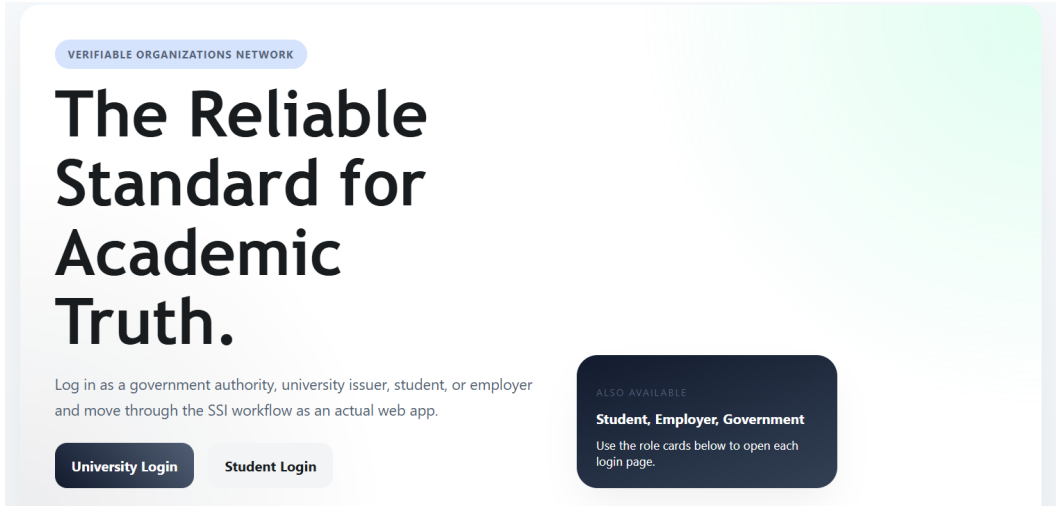 VERIFIABLE ORGANIZATIONS NETWORK
The Reliable
Standard for
Academic
Truth.
Log in as a government authority, university issuer, student, or employer
and move through the SSI workflow as an actual web app.
University Login
Student Login
ALSO AVAILABLE
Student, Employer, Government
Use the role cards below to open each
login page.